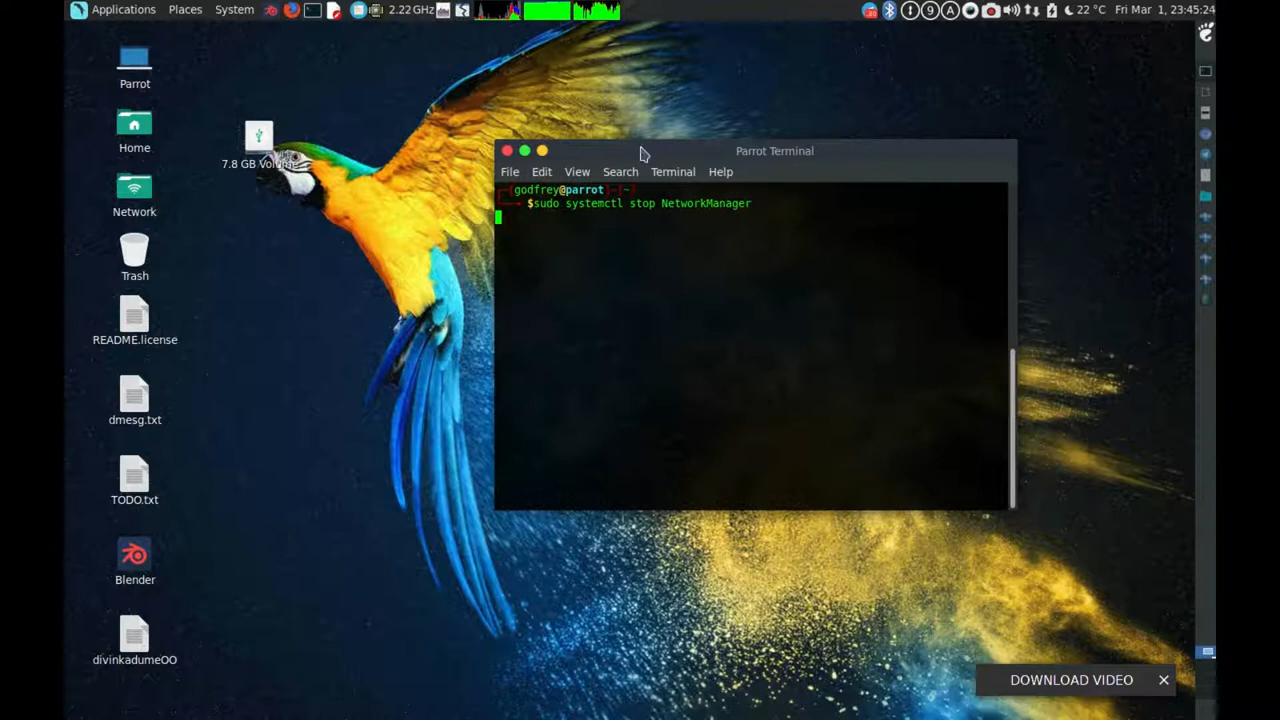 Applications Places System 2.22 GHz 22 °C Fri Mar 1, 23:45:24
Parrot
Home
7.8 GB Volume
Network
Trash
README.license
dmesg.txt
TODO.txt
Blender
divinkadumeOO
Parrot Terminal
File Edit View Search Terminal Help
┌─[godfrey@parrot]─[~]
└──╼ $sudo systemctl stop NetworkManager
DOWNLOAD VIDEO ✕